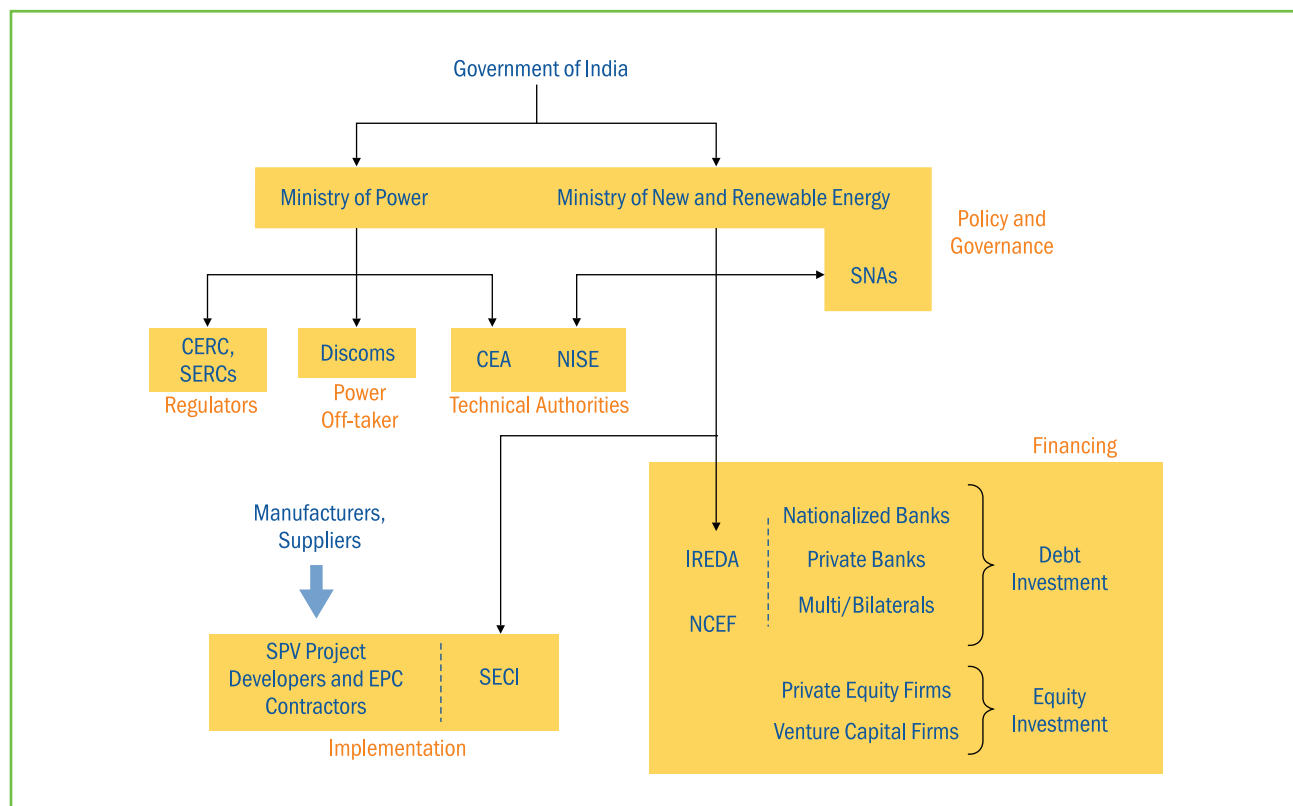 Government of India
Ministry of Power
Ministry of New and Renewable Energy
Policy and
Governance
SNAs
CERC,
SERCs
Regulators
Discoms
Power
Off-taker
CEA
NISE
Technical Authorities
Financing
Manufacturers,
Suppliers
SPV Project
Developers and EPC
Contractors
SECI
Implementation
IREDA
NCEF
Nationalized Banks
Private Banks
Multi/Bilaterals
Debt
Investment
Private Equity Firms
Venture Capital Firms
Equity
Investment